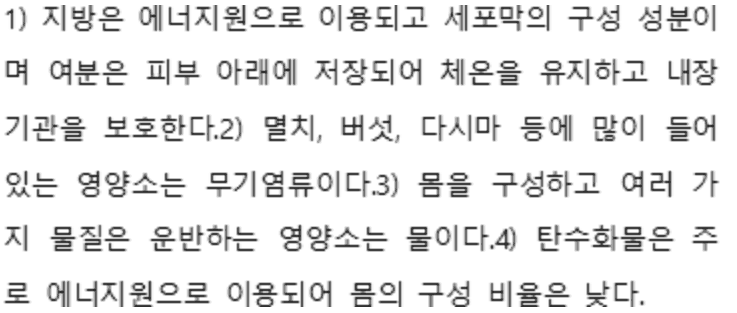 1) 지방은 에너지원으로 이용되고 세포막의 구성 성분이
며 여분은 피부 아래에 저장되어 체온을 유지하고 내장
기관을 보호한다.2) 멸치, 버섯, 다시마 등에 많이 들어
있는 영양소는 무기염류이다.3) 몸을 구성하고 여러 가
지 물질은 운반하는 영양소는 물이다.4) 탄수화물은 주
로 에너지원으로 이용되어 몸의 구성 비율은 낮다.